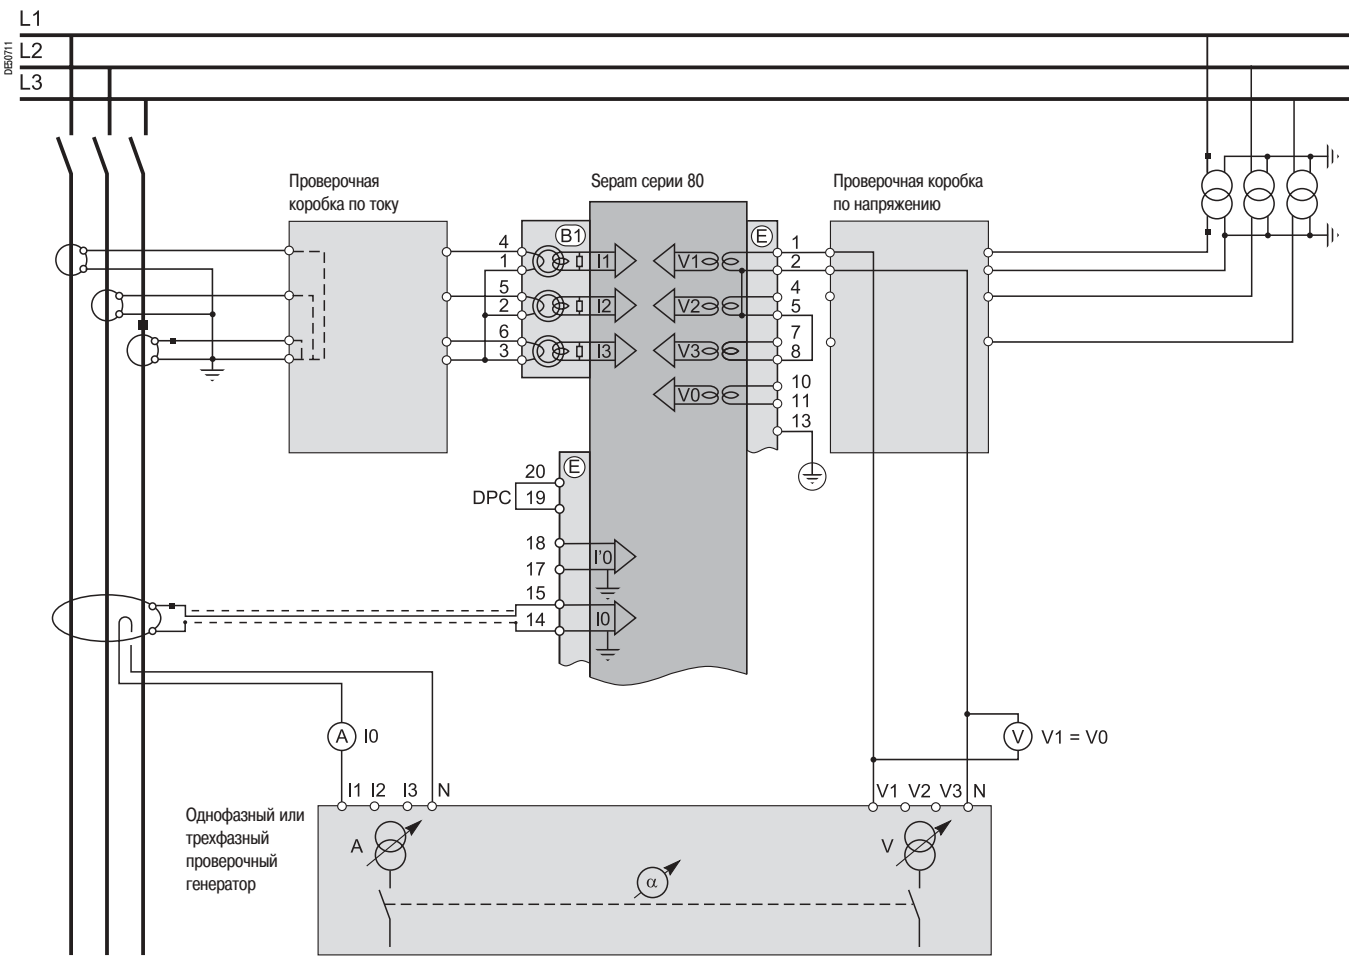 L1
DE50711
L2
L3
Проверочная
коробка по току
Sepam серии 80
Проверочная коробка
по напряжению
B1
E
4
1
5
2
6
3
I1
I2
I3
V1
V2
V3
V0
1
2
4
5
7
8
10
11
13
E
20
DPC
19
18
17
15
14
I'0
I0
A
I0
V
V1 = V0
I1
I2
I3
N
V1
V2
V3
N
Однофазный или
трехфазный
проверочный
генератор
A
α
V